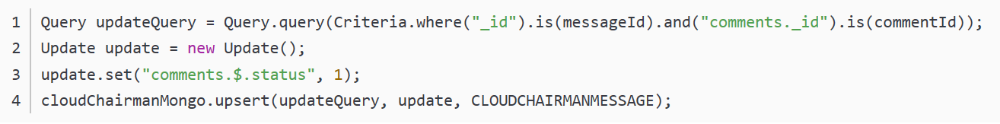 1 Query updateQuery = Query.query(Criteria.where("_id").is(messageId).and("comments._id").is(commentId));
2 Update update = new Update();
3 update.set("comments.$.status", 1);
4 cloudChairmanMongo.upsert(updateQuery, update, CLOUDCHAIRMANMESSAGE);